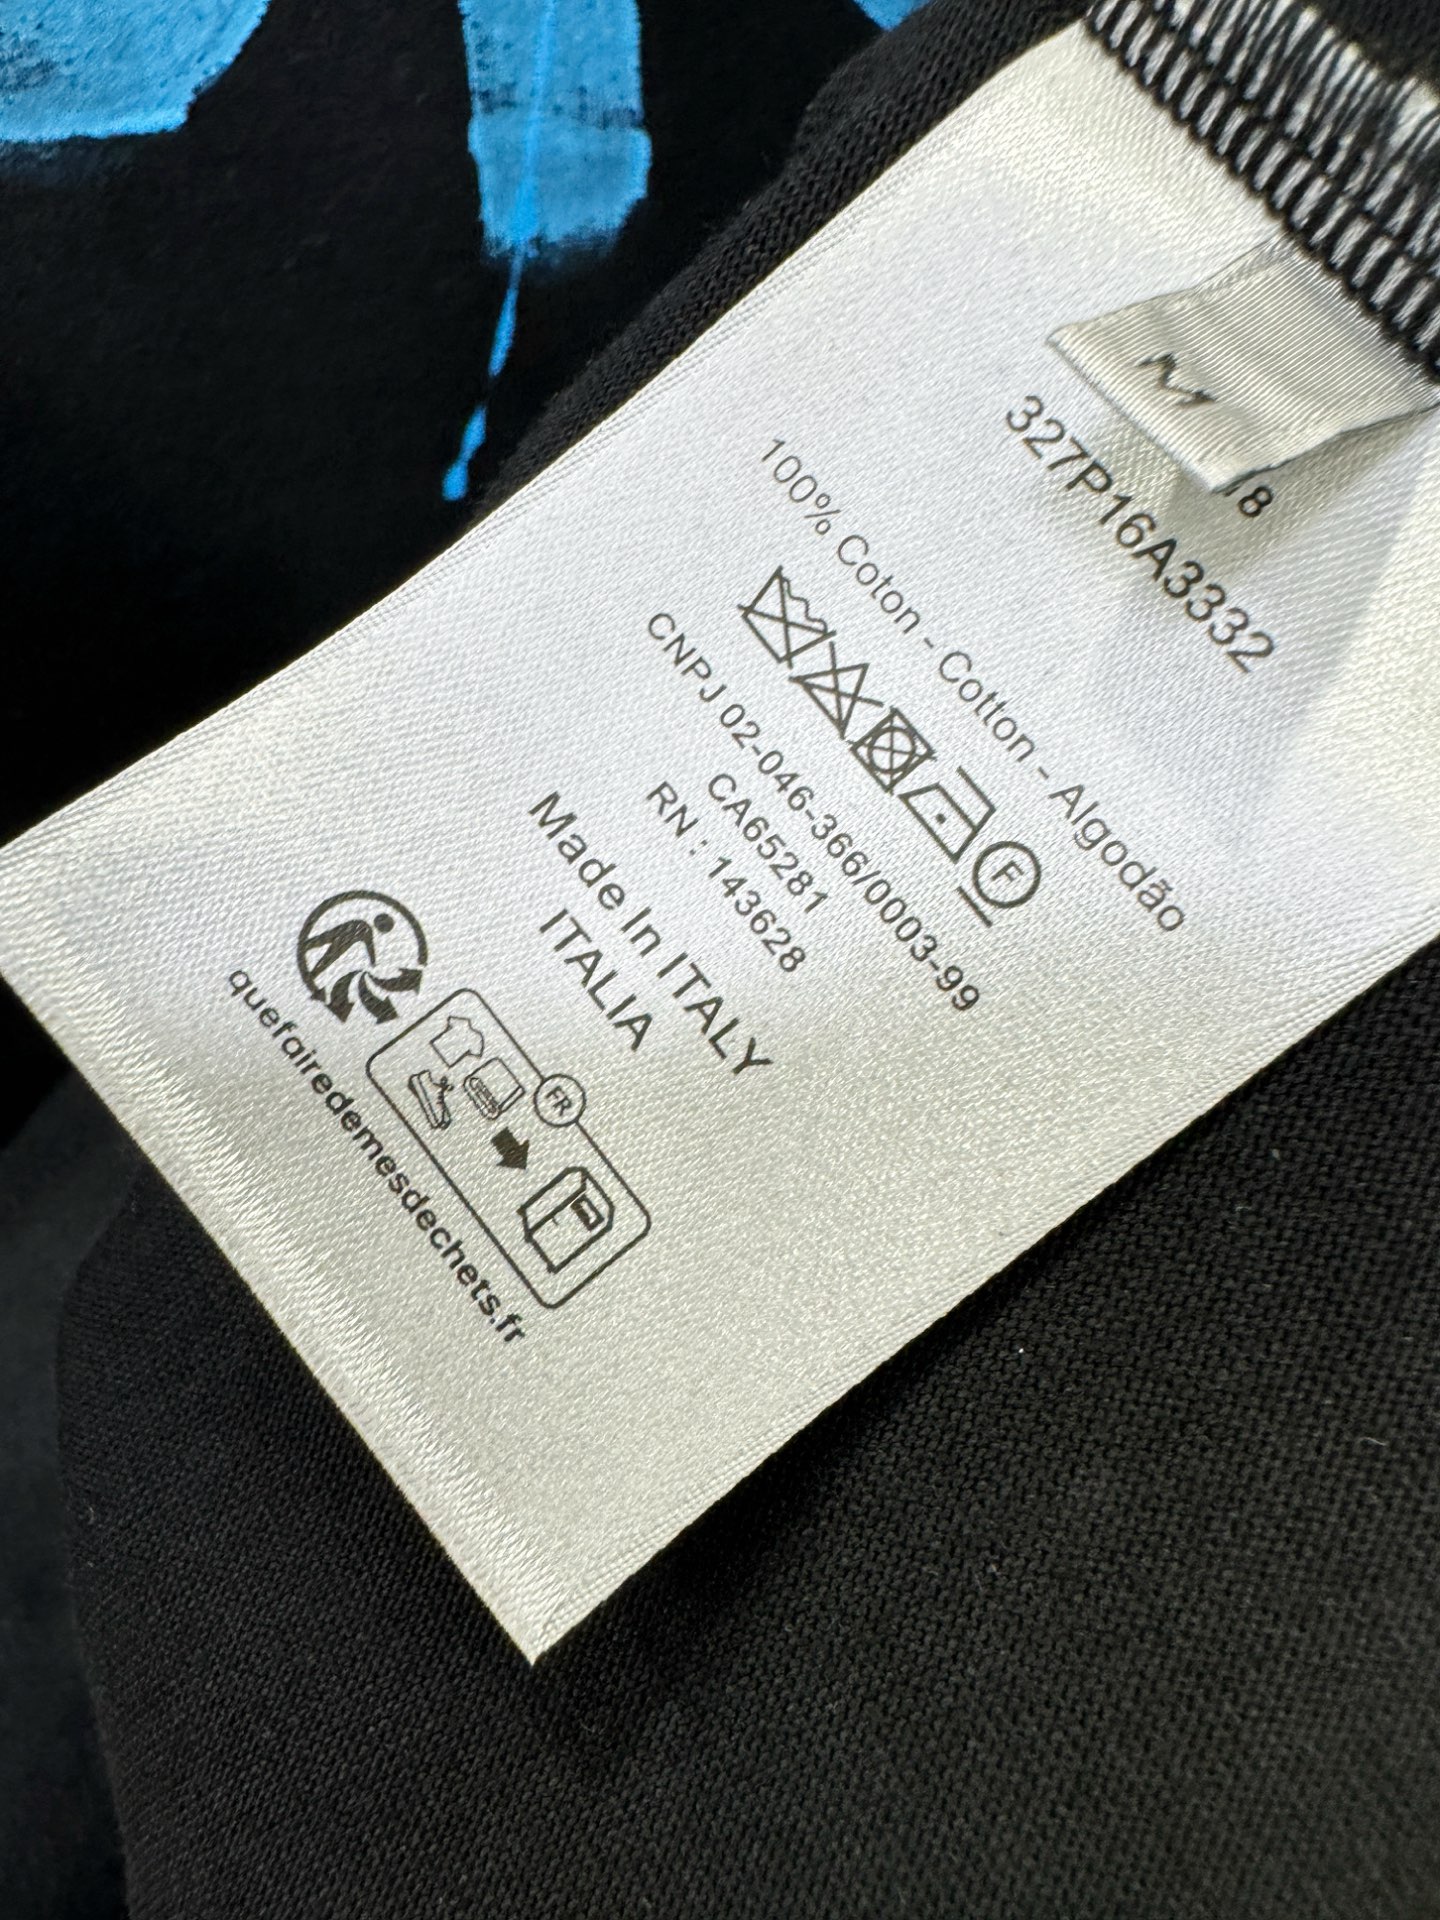 M
18
327P16A3332
100% Coton - Cotton - Algodão
F
CNPJ 02-046-366/0003-99
CA65281
RN : 143628
Made In ITALY
ITALIA
FR
quefairedemesdechets.fr